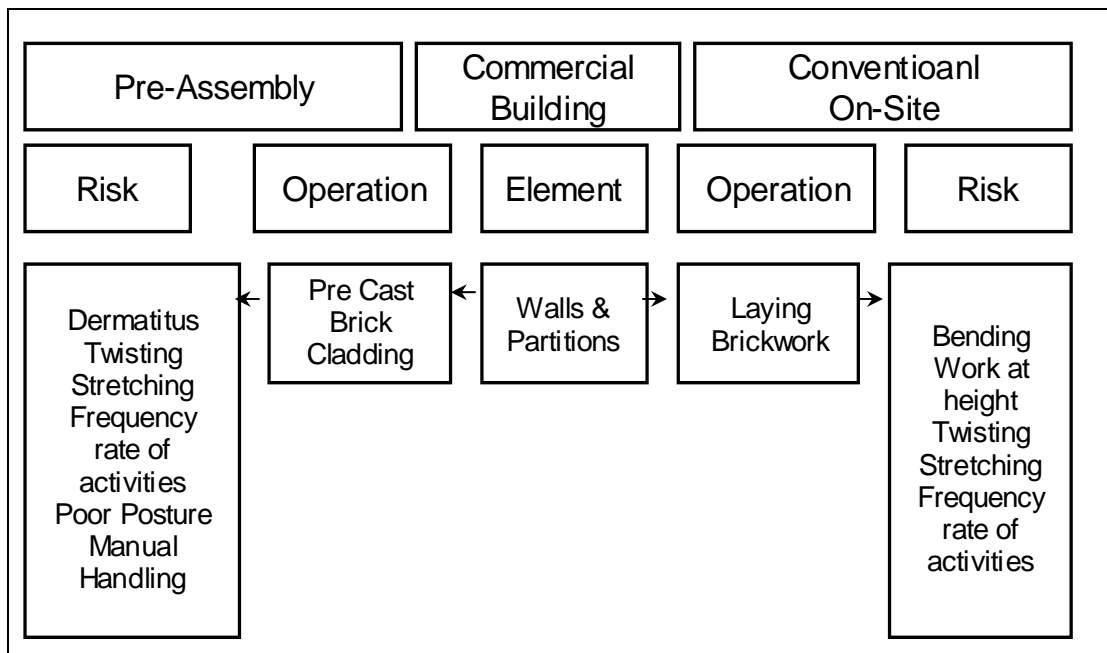 Pre-Assembly
Commercial
Building
Conventioanl
On-Site
Risk
Operation
Element
Operation
Risk
Dermatitus
Twisting
Stretching
Frequency
rate of
activities
Poor Posture
Manual
Handling
Pre Cast
Brick
Cladding
Walls &
Partitions
Laying
Brickwork
Bending
Work at
height
Twisting
Stretching
Frequency
rate of
activities